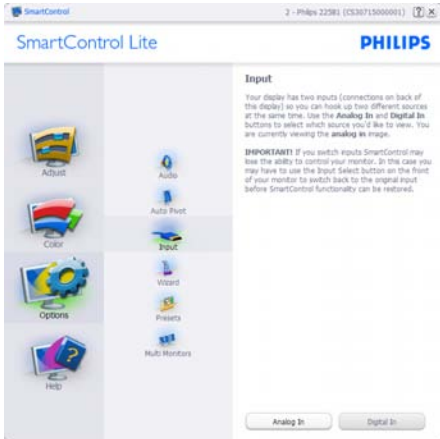 SmartControl
2 - Philips 225B1 (CS30715000001)
SmartControl Lite
PHILIPS
Adjust
Color
Options
Help
Audio
Auto Pivot
Input
Wizard
Presets
Multi Monitors
Input
Your display has two inputs (connections on back of
this display) so you can hook up two different sources
at the same time. Use the Analog In and Digital In
buttons to select which source you'd like to view. You
are currently viewing the analog in image.
IMPORTANT! If you switch inputs SmartControl may
lose the ability to control your monitor. In this case you
may have to use the Input Select button on the front
of your monitor to switch back to the original input
before SmartControl functionality can be restored.
Analog In
Digital In